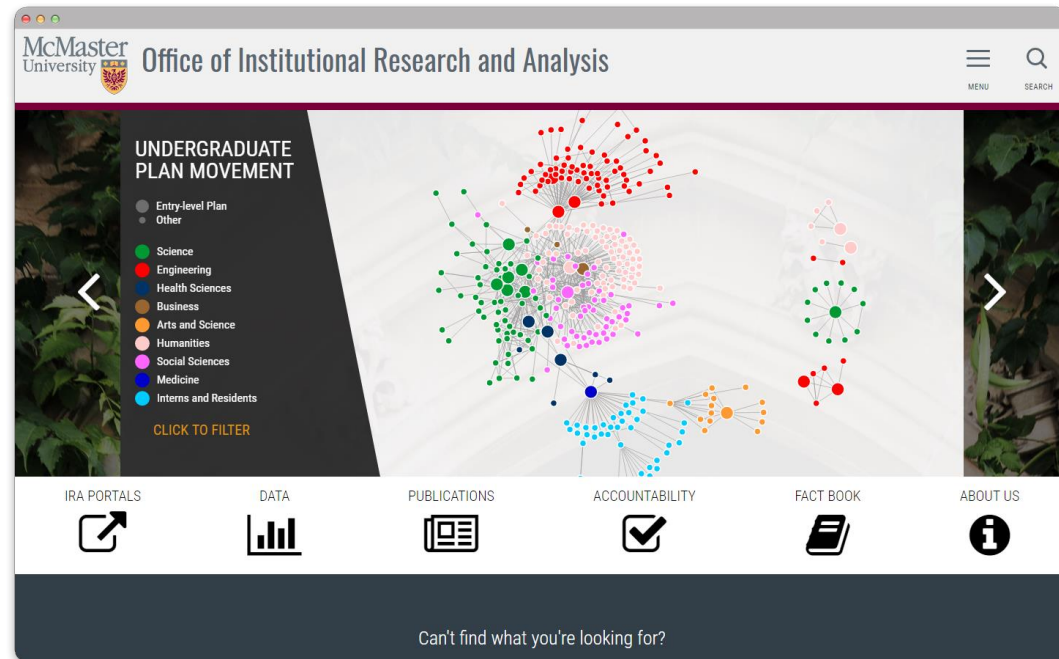 McMaster
University
Office of Institutional Research and Analysis
MENU
SEARCH
UNDERGRADUATE
PLAN MOVEMENT
Entry-level Plan
Other
Science
Engineering
Health Sciences
Business
Arts and Science
Humanities
Social Sciences
Medicine
Interns and Residents
CLICK TO FILTER
IRA PORTALS
DATA
PUBLICATIONS
ACCOUNTABILITY
FACT BOOK
ABOUT US
Can't find what you're looking for?